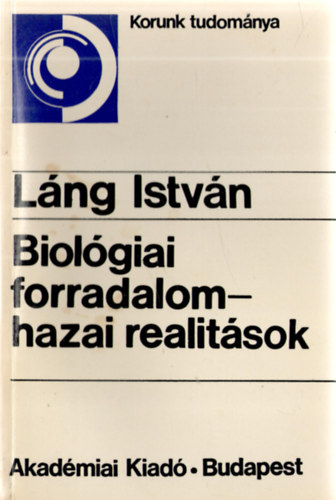 Korunk tudománya
Láng István
Biológiai
forradalom–
hazai realitások
Akadémiai Kiadó • Budapest